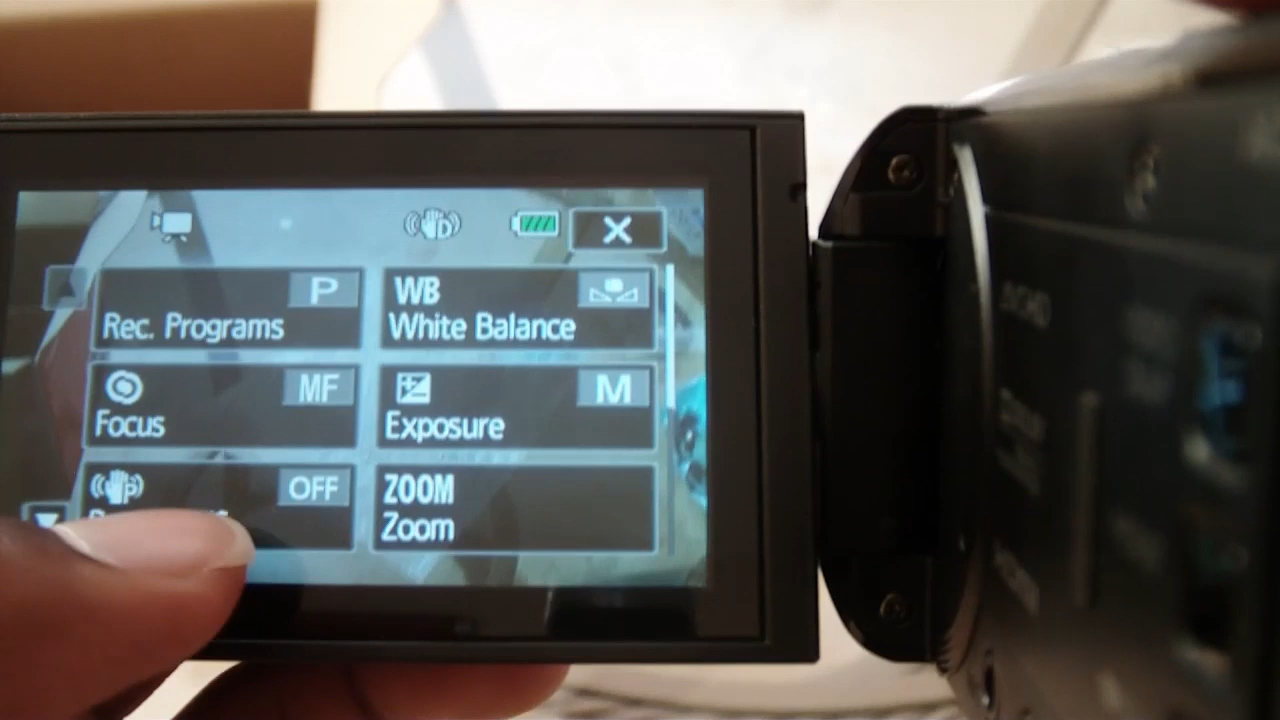 X
P
Rec. Programs
WB
White Balance
MF
Focus
M
Exposure
OFF
ZOOM
Zoom